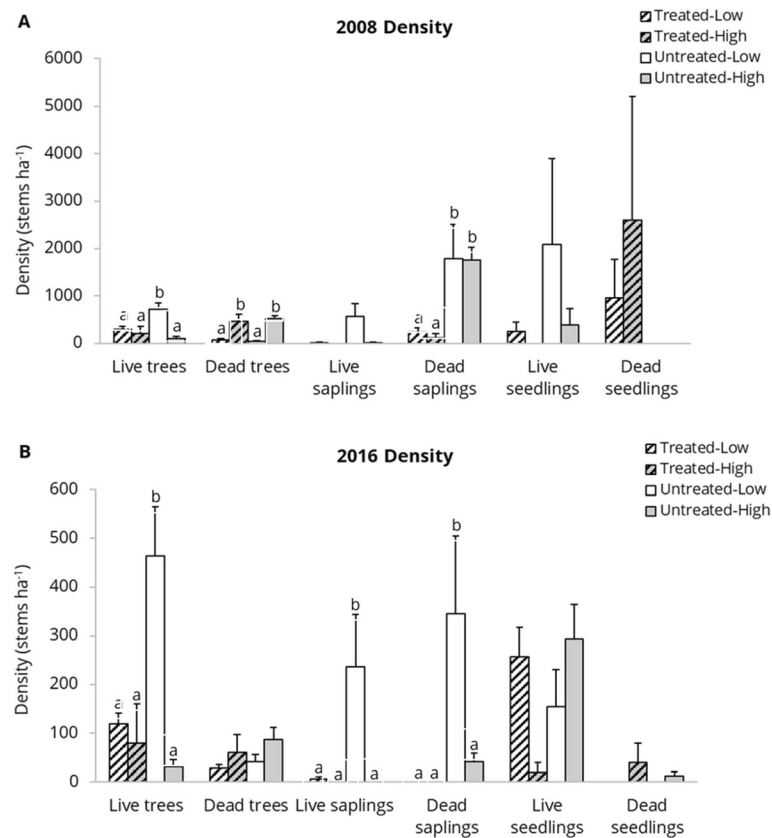 A
2008 Density
Treated-Low
Treated-High
Untreated-Low
Untreated-High
Density (stems ha-1)
6000
5000
4000
3000
2000
1000
0
a a b a
a b a b
a a b b
Live trees Dead trees Live saplings Dead saplings Live seedlings Dead seedlings
B
2016 Density
Treated-Low
Treated-High
Untreated-Low
Untreated-High
Density (stems ha-1)
600
500
400
300
200
100
0
a a b a
a a b a
a a b a
Live trees Dead trees Live saplings Dead saplings Live seedlings Dead seedlings